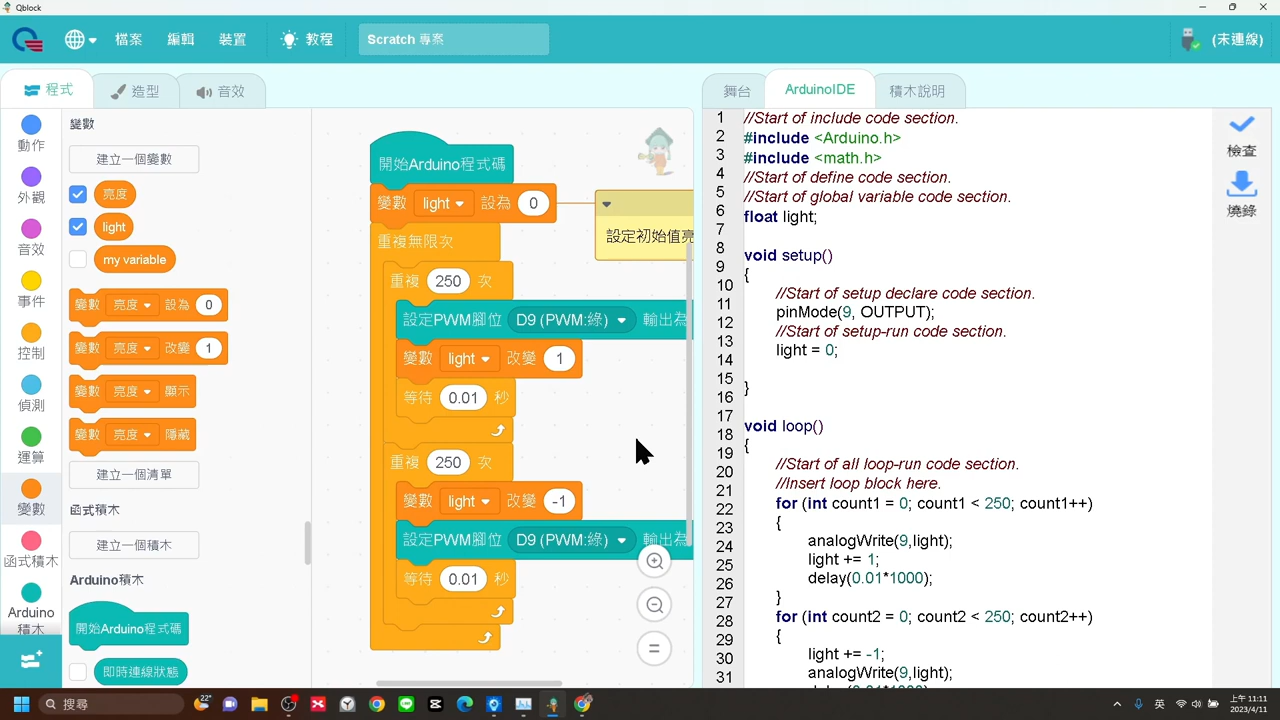 Qblock
檔案 編輯 裝置 教程 Scratch 專案 (未連線)
程式 造型 音效
舞台 ArduinoIDE 積木說明
動作
外觀
音效
事件
控制
偵測
運算
變數
函式積木
Arduino
積木
變數
建立一個變數
亮度
light
my variable
變數 亮度 設為 0
變數 亮度 改變 1
變數 亮度 顯示
變數 亮度 隱藏
建立一個清單
函式積木
建立一個積木
Arduino積木
開始Arduino程式碼
即時連線狀態
開始Arduino程式碼
變數 light 設為 0
設定初始值亮
重複無限次
重複 250 次
設定PWM腳位 D9 (PWM:綠) 輸出為
變數 light 改變 1
等待 0.01 秒
重複 250 次
變數 light 改變 -1
設定PWM腳位 D9 (PWM:綠) 輸出為
等待 0.01 秒
1
2
3
4
5
6
7
8
9
10
11
12
13
14
15
16
17
18
19
20
21
22
23
24
25
26
27
28
29
30
31
//Start of include code section.
#include <Arduino.h>
#include <math.h>
//Start of define code section.
//Start of global variable code section.
float light;
void setup()
{
//Start of setup declare code section.
pinMode(9, OUTPUT);
//Start of setup-run code section.
light = 0;
}
void loop()
{
//Start of all loop-run code section.
//Insert loop block here.
for (int count1 = 0; count1 < 250; count1++)
{
analogWrite(9,light);
light += 1;
delay(0.01*1000);
}
for (int count2 = 0; count2 < 250; count2++)
{
light += -1;
analogWrite(9,light);
delay(0.01*1000);
檢查
燒錄
搜尋
22°
英
上午 11:11
2023/4/11